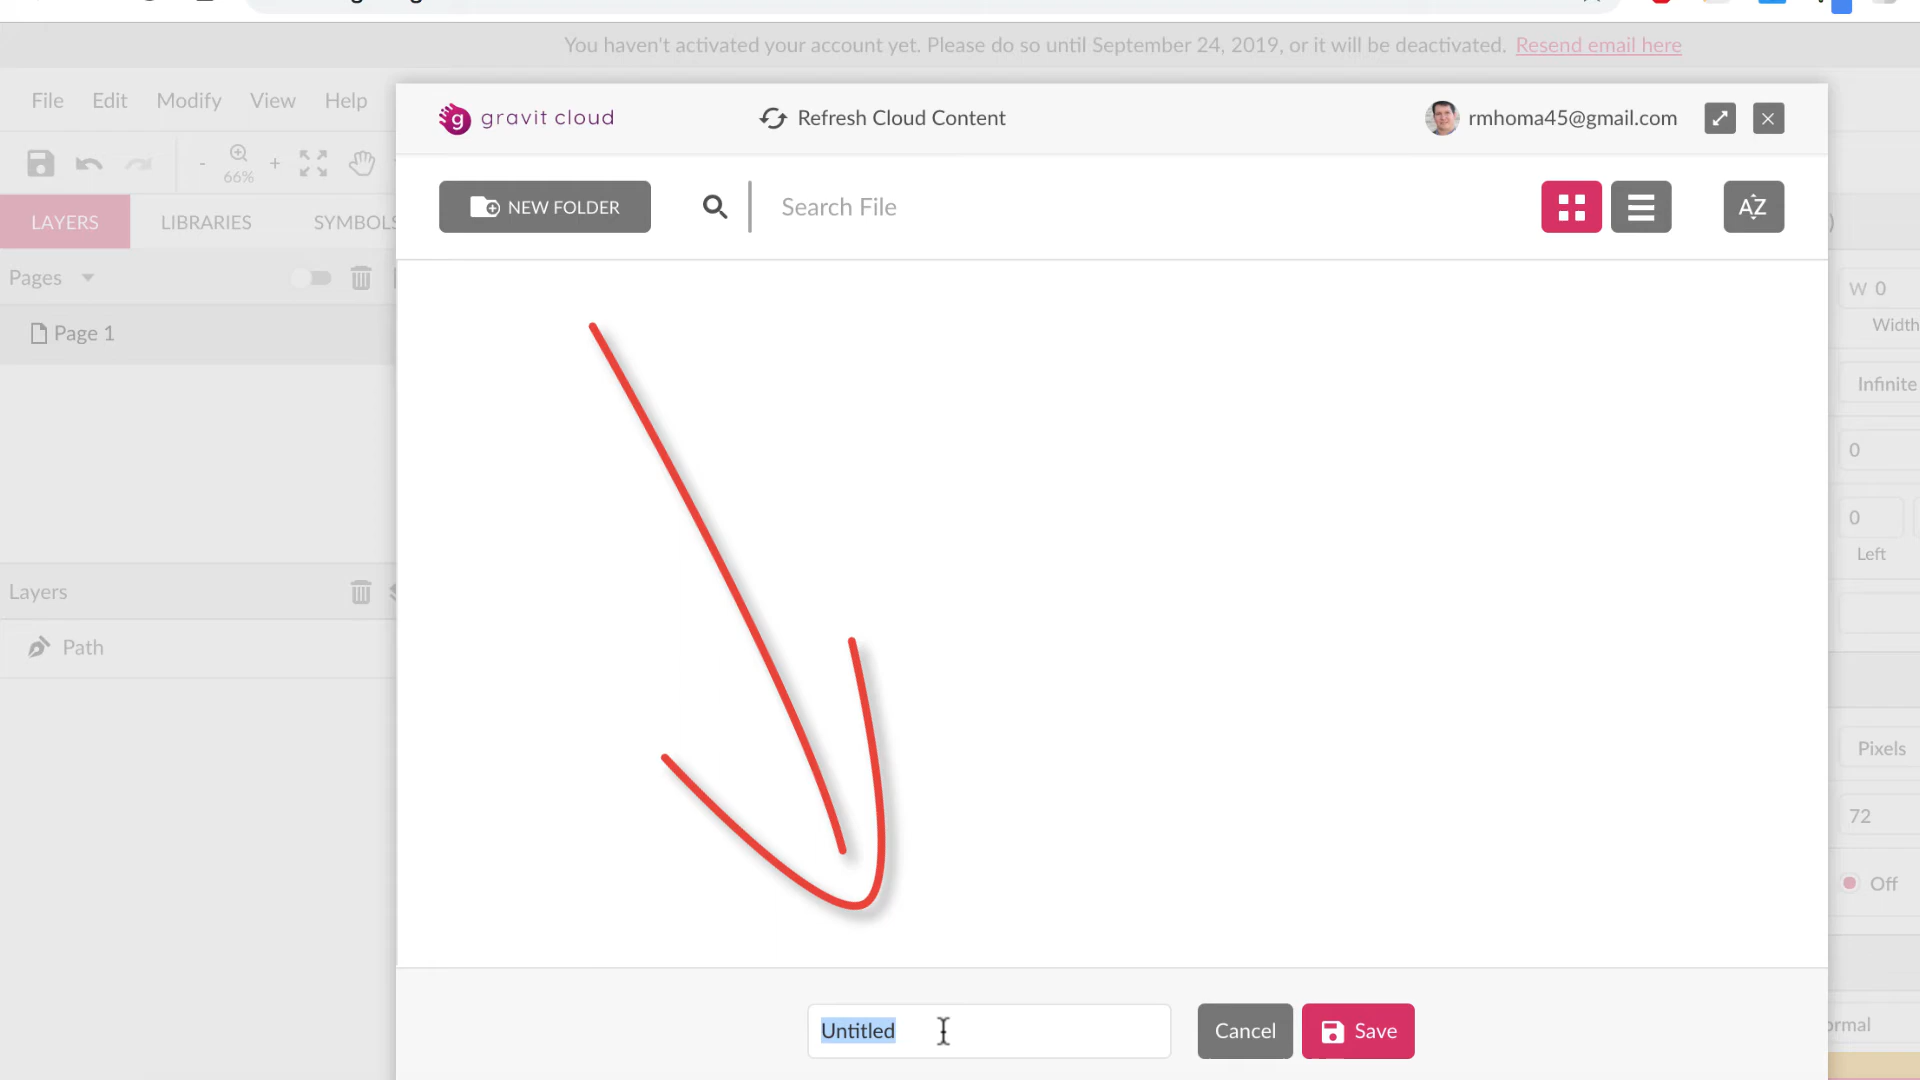 You haven't activated your account yet. Please do so until September 24, 2019, or it will be deactivated. Resend email here
File Edit Modify View Help
gravit cloud
Refresh Cloud Content
rmhoma45@gmail.com
- 66% +
NEW FOLDER
Search File
AZ
LAYERS LIBRARIES SYMBOLS
Pages
W 0
Width
Page 1
Infinite
0
0
Left
Layers
Path
Pixels
72
Off
Untitled
Cancel
Save